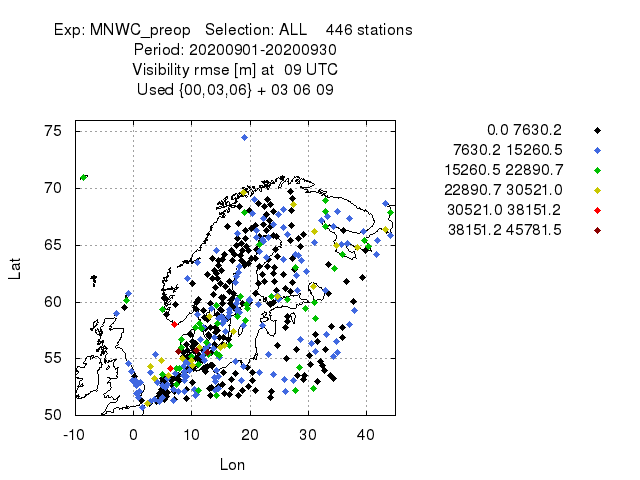 Exp: MNWC_preop   Selection: ALL    446 stations
Period: 20200901-20200930
Visibility rmse [m] at  09 UTC
Used {00,03,06} + 03 06 09
0.0 7630.2
7630.2 15260.5
15260.5 22890.7
22890.7 30521.0
30521.0 38151.2
38151.2 45781.5
75
70
65
60
55
50
Lat
-10 0 10 20 30 40
Lon